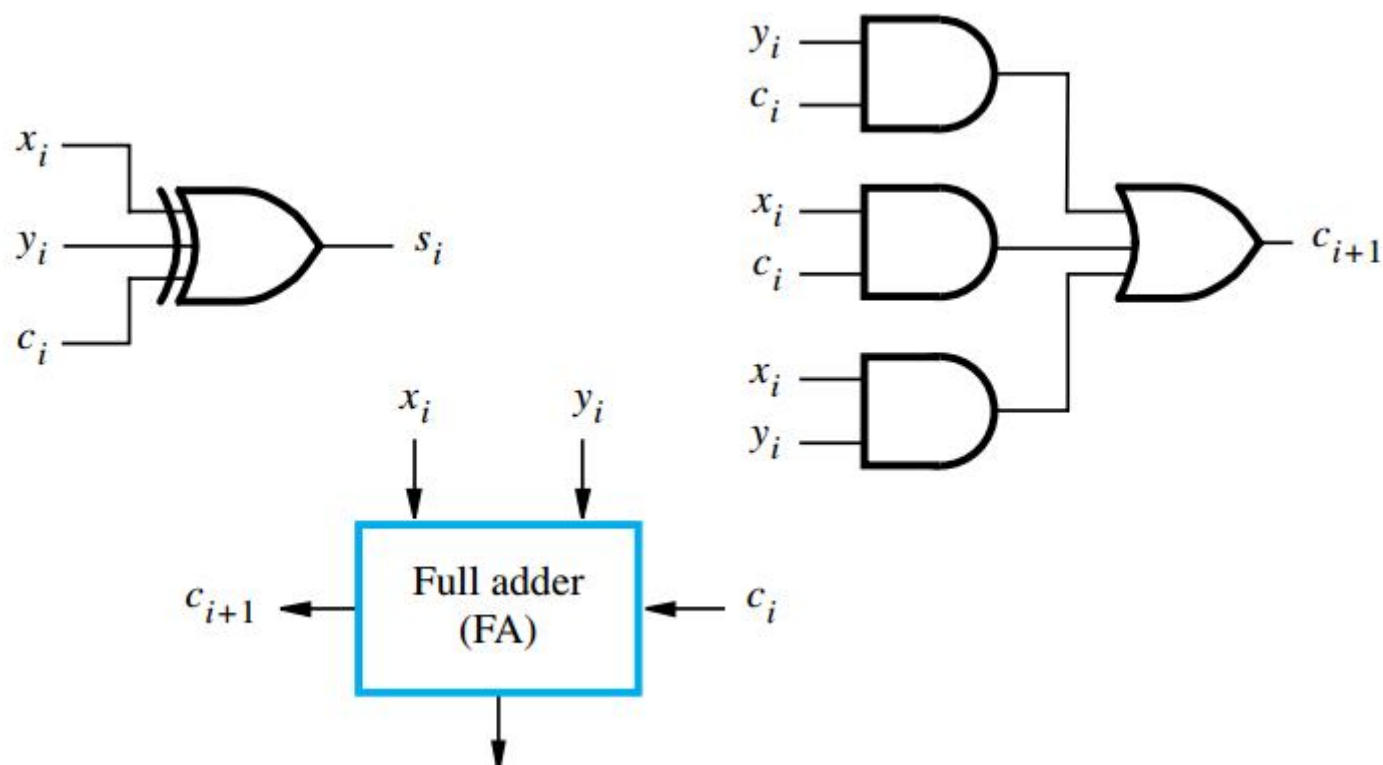 x_i
y_i
c_i
s_i
y_i
c_i
x_i
c_i
x_i
y_i
c_{i+1}
x_i
y_i
Full adder
(FA)
c_{i+1}
c_i